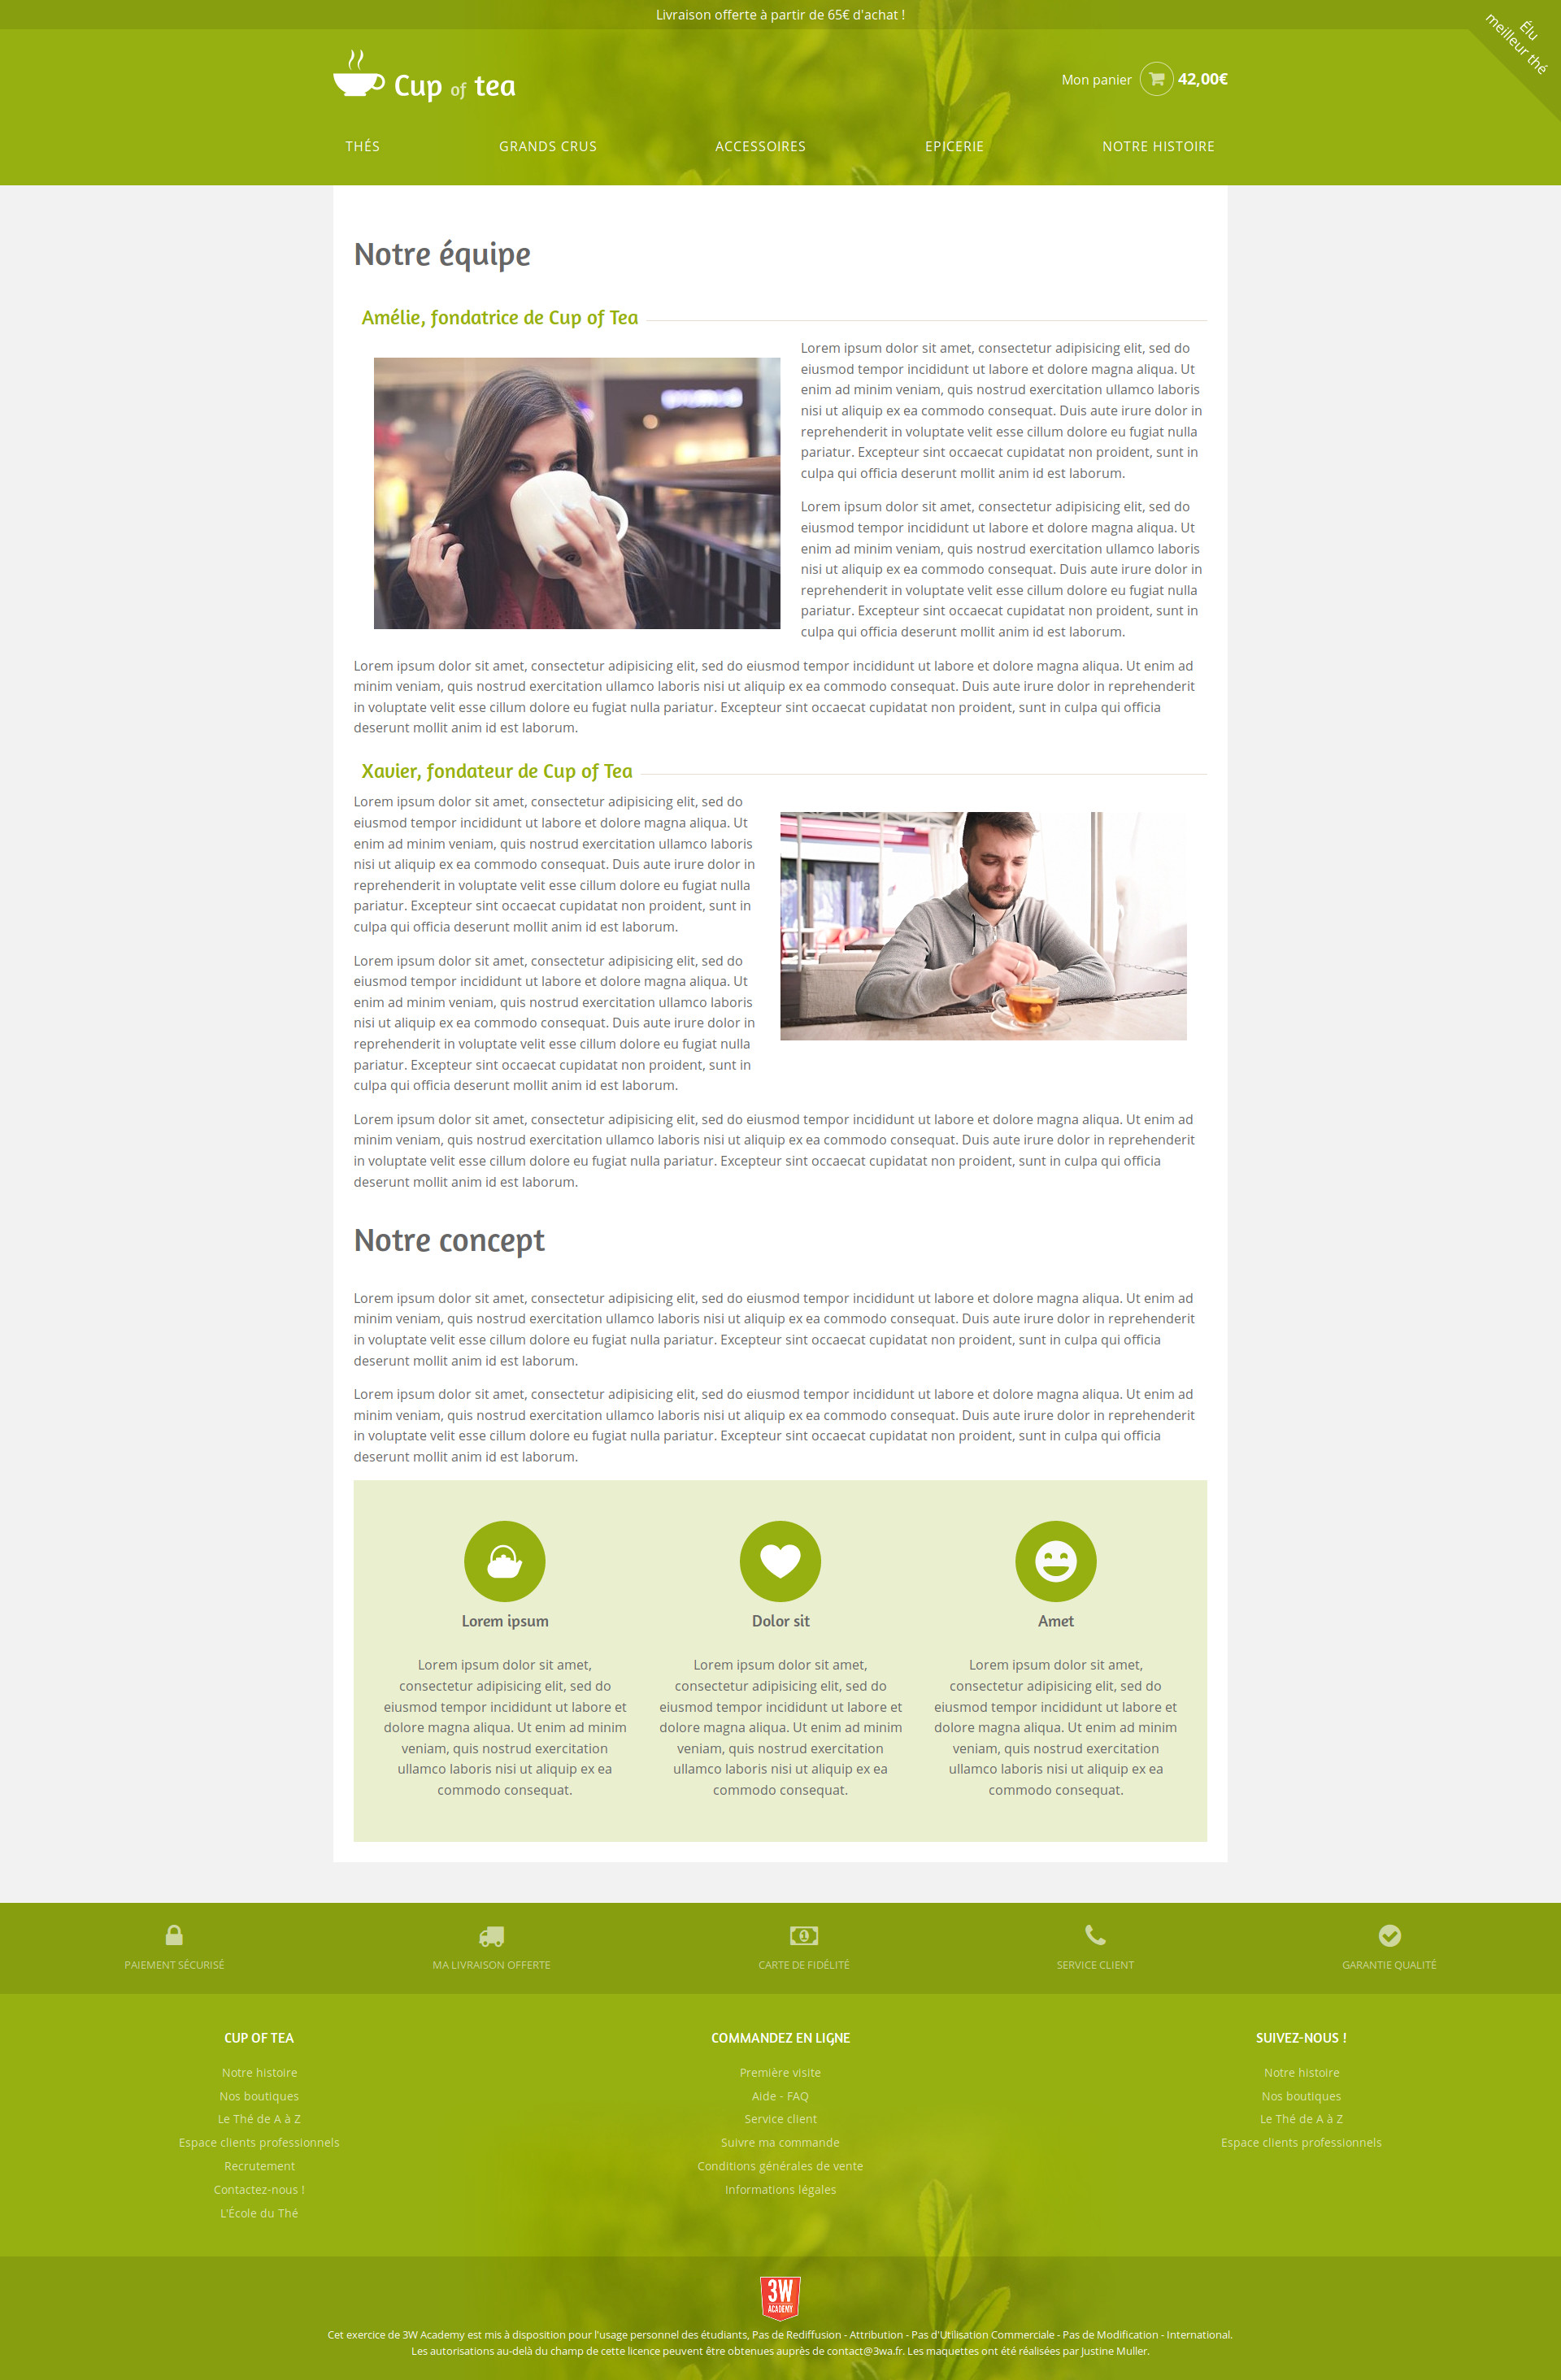 Livraison offerte à partir de 65€ d'achat !
Élu
meilleur thé
Cup of tea
Mon panier 42,00€
THÉS GRANDS CRUS ACCESSOIRES EPICERIE NOTRE HISTOIRE
Notre équipe
Amélie, fondatrice de Cup of Tea
Lorem ipsum dolor sit amet, consectetur adipisicing elit, sed do
eiusmod tempor incididunt ut labore et dolore magna aliqua. Ut
enim ad minim veniam, quis nostrud exercitation ullamco laboris
nisi ut aliquip ex ea commodo consequat. Duis aute irure dolor in
reprehenderit in voluptate velit esse cillum dolore eu fugiat nulla
pariatur. Excepteur sint occaecat cupidatat non proident, sunt in
culpa qui officia deserunt mollit anim id est laborum.
Lorem ipsum dolor sit amet, consectetur adipisicing elit, sed do
eiusmod tempor incididunt ut labore et dolore magna aliqua. Ut
enim ad minim veniam, quis nostrud exercitation ullamco laboris
nisi ut aliquip ex ea commodo consequat. Duis aute irure dolor in
reprehenderit in voluptate velit esse cillum dolore eu fugiat nulla
pariatur. Excepteur sint occaecat cupidatat non proident, sunt in
culpa qui officia deserunt mollit anim id est laborum.
Lorem ipsum dolor sit amet, consectetur adipisicing elit, sed do eiusmod tempor incididunt ut labore et dolore magna aliqua. Ut enim ad
minim veniam, quis nostrud exercitation ullamco laboris nisi ut aliquip ex ea commodo consequat. Duis aute irure dolor in reprehenderit
in voluptate velit esse cillum dolore eu fugiat nulla pariatur. Excepteur sint occaecat cupidatat non proident, sunt in culpa qui officia
deserunt mollit anim id est laborum.
Xavier, fondateur de Cup of Tea
Lorem ipsum dolor sit amet, consectetur adipisicing elit, sed do
eiusmod tempor incididunt ut labore et dolore magna aliqua. Ut
enim ad minim veniam, quis nostrud exercitation ullamco laboris
nisi ut aliquip ex ea commodo consequat. Duis aute irure dolor in
reprehenderit in voluptate velit esse cillum dolore eu fugiat nulla
pariatur. Excepteur sint occaecat cupidatat non proident, sunt in
culpa qui officia deserunt mollit anim id est laborum.
Lorem ipsum dolor sit amet, consectetur adipisicing elit, sed do
eiusmod tempor incididunt ut labore et dolore magna aliqua. Ut
enim ad minim veniam, quis nostrud exercitation ullamco laboris
nisi ut aliquip ex ea commodo consequat. Duis aute irure dolor in
reprehenderit in voluptate velit esse cillum dolore eu fugiat nulla
pariatur. Excepteur sint occaecat cupidatat non proident, sunt in
culpa qui officia deserunt mollit anim id est laborum.
Lorem ipsum dolor sit amet, consectetur adipisicing elit, sed do eiusmod tempor incididunt ut labore et dolore magna aliqua. Ut enim ad
minim veniam, quis nostrud exercitation ullamco laboris nisi ut aliquip ex ea commodo consequat. Duis aute irure dolor in reprehenderit
in voluptate velit esse cillum dolore eu fugiat nulla pariatur. Excepteur sint occaecat cupidatat non proident, sunt in culpa qui officia
deserunt mollit anim id est laborum.
Notre concept
Lorem ipsum dolor sit amet, consectetur adipisicing elit, sed do eiusmod tempor incididunt ut labore et dolore magna aliqua. Ut enim ad
minim veniam, quis nostrud exercitation ullamco laboris nisi ut aliquip ex ea commodo consequat. Duis aute irure dolor in reprehenderit
in voluptate velit esse cillum dolore eu fugiat nulla pariatur. Excepteur sint occaecat cupidatat non proident, sunt in culpa qui officia
deserunt mollit anim id est laborum.
Lorem ipsum dolor sit amet, consectetur adipisicing elit, sed do eiusmod tempor incididunt ut labore et dolore magna aliqua. Ut enim ad
minim veniam, quis nostrud exercitation ullamco laboris nisi ut aliquip ex ea commodo consequat. Duis aute irure dolor in reprehenderit
in voluptate velit esse cillum dolore eu fugiat nulla pariatur. Excepteur sint occaecat cupidatat non proident, sunt in culpa qui officia
deserunt mollit anim id est laborum.
Lorem ipsum
Lorem ipsum dolor sit amet,
consectetur adipisicing elit, sed do
eiusmod tempor incididunt ut labore et
dolore magna aliqua. Ut enim ad minim
veniam, quis nostrud exercitation
ullamco laboris nisi ut aliquip ex ea
commodo consequat.
Dolor sit
Lorem ipsum dolor sit amet,
consectetur adipisicing elit, sed do
eiusmod tempor incididunt ut labore et
dolore magna aliqua. Ut enim ad minim
veniam, quis nostrud exercitation
ullamco laboris nisi ut aliquip ex ea
commodo consequat.
Amet
Lorem ipsum dolor sit amet,
consectetur adipisicing elit, sed do
eiusmod tempor incididunt ut labore et
dolore magna aliqua. Ut enim ad minim
veniam, quis nostrud exercitation
ullamco laboris nisi ut aliquip ex ea
commodo consequat.
PAIEMENT SÉCURISÉ MA LIVRAISON OFFERTE CARTE DE FIDÉLITÉ SERVICE CLIENT GARANTIE QUALITÉ
CUP OF TEA
Notre histoire
Nos boutiques
Le Thé de A à Z
Espace clients professionnels
Recrutement
Contactez-nous !
L'École du Thé
COMMANDEZ EN LIGNE
Première visite
Aide - FAQ
Service client
Suivre ma commande
Conditions générales de vente
Informations légales
SUIVEZ-NOUS !
Notre histoire
Nos boutiques
Le Thé de A à Z
Espace clients professionnels
3W
ACADEMY
Cet exercice de 3W Academy est mis à disposition pour l'usage personnel des étudiants, Pas de Rediffusion - Attribution - Pas d'Utilisation Commerciale - Pas de Modification - International.
Les autorisations au-delà du champ de cette licence peuvent être obtenues auprès de contact@3wa.fr. Les maquettes ont été réalisées par Justine Muller.